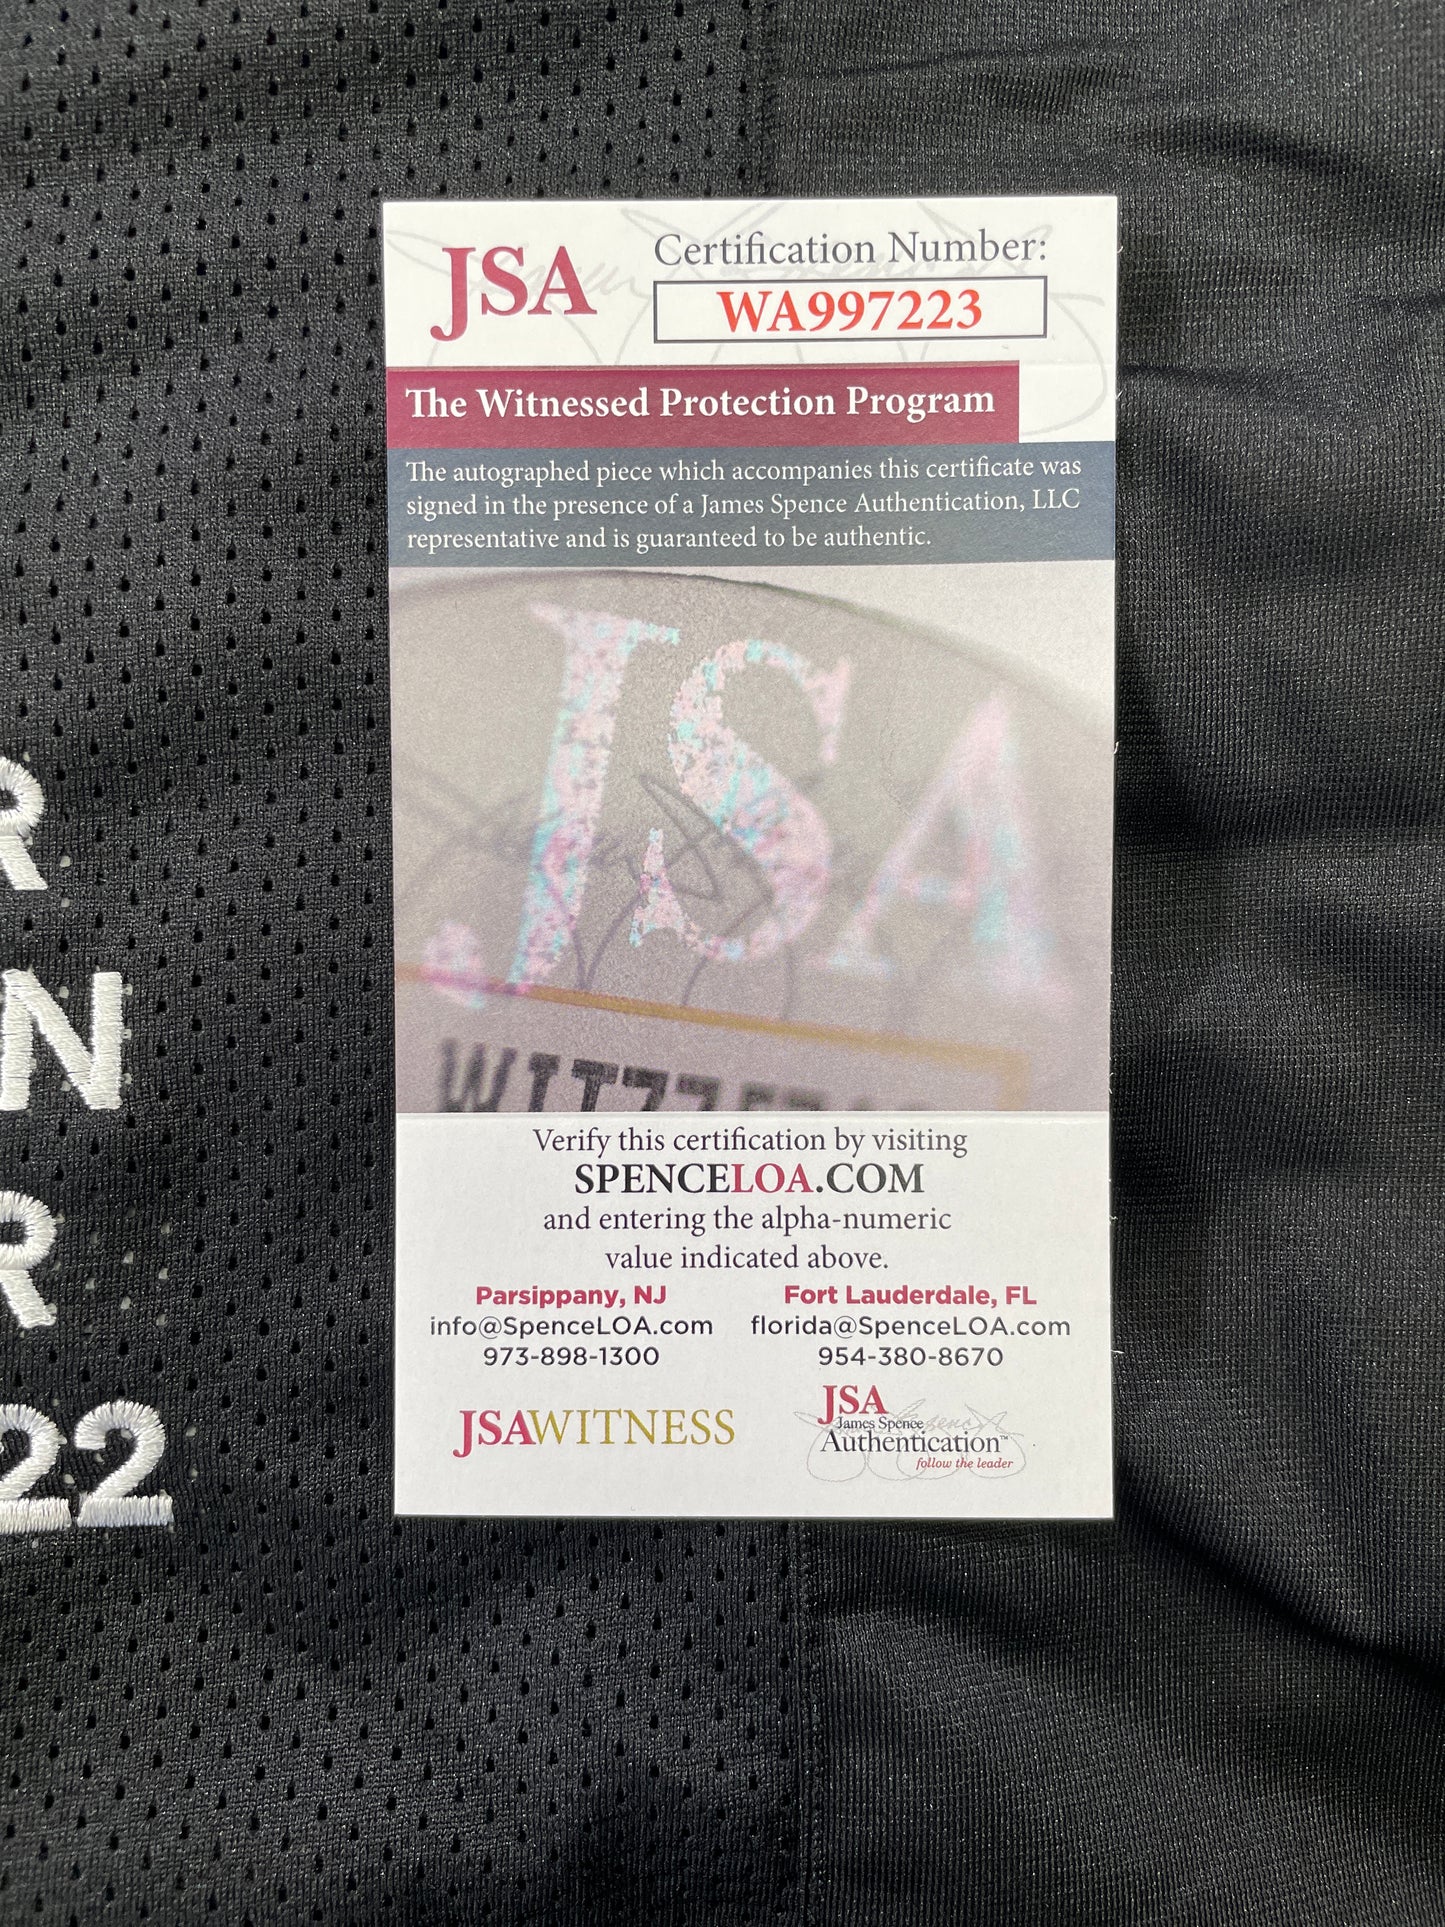 JSA
Certification Number:
WA997223
The Witnessed Protection Program
The autographed piece which accompanies this certificate was
signed in the presence of a James Spence Authentication, LLC
representative and is guaranteed to be authentic.
JSA
Verify this certification by visiting
SPENCELOA.COM
and entering the alpha-numeric
value indicated above.
Parsippany, NJ
info@SpenceLOA.com
973-898-1300
Fort Lauderdale, FL
florida@SpenceLOA.com
954-380-8670
JSAWITNESS
JSA
James Spence
Authentication™
follow the leader
R
N
R
22